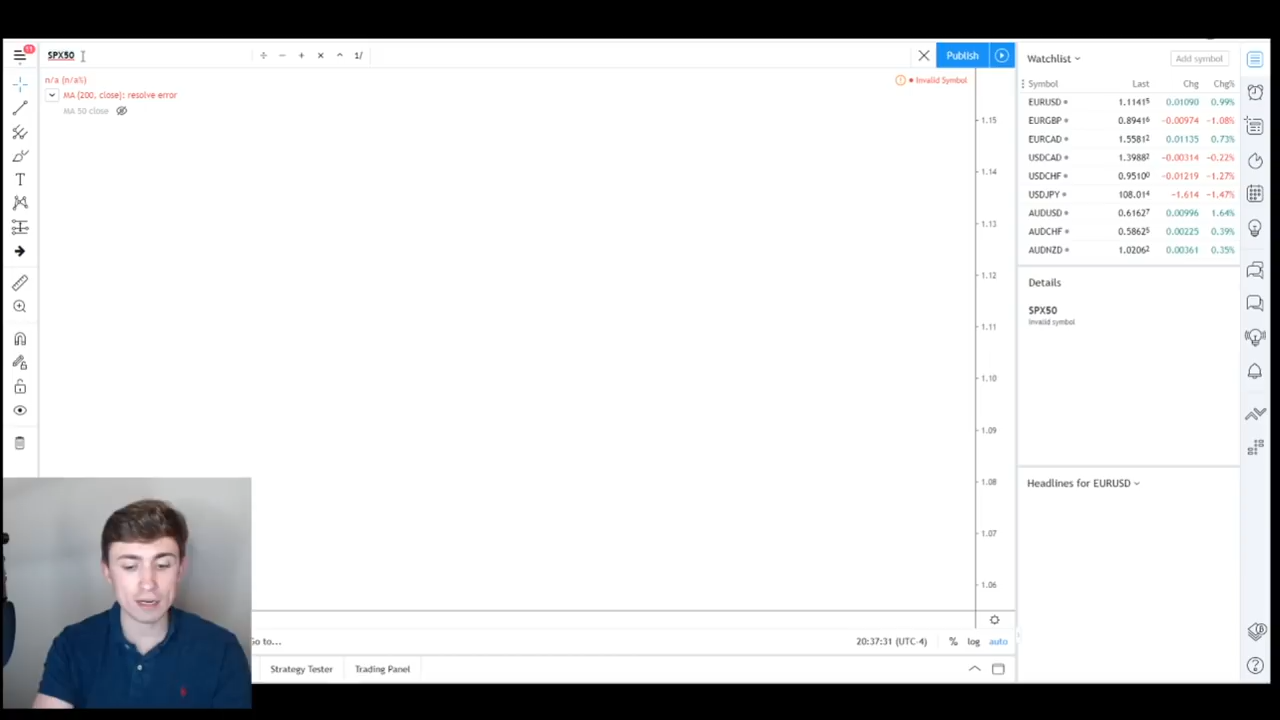 11
SPX50
÷ − + × ^ 1/
Publish
n/a (n/a%)
Invalid Symbol
MA (200, close): resolve error
MA 50 close
1.15
1.14
1.13
1.12
1.11
1.10
1.09
1.08
1.07
1.06
Go to...
20:37:31 (UTC-4)
% log auto
Strategy Tester Trading Panel
Watchlist
Add symbol
Symbol Last Chg Chg%
EURUSD 1.1141⁵ 0.01090 0.99%
EURGBP 0.8941⁶ −0.00974 −1.08%
EURCAD 1.5581² 0.01135 0.73%
USDCAD 1.3988² −0.00314 −0.22%
USDCHF 0.9510⁰ −0.01219 −1.27%
USDJPY 108.01⁴ −1.614 −1.47%
AUDUSD 0.6162⁷ 0.00996 1.64%
AUDCHF 0.5862⁵ 0.00225 0.39%
AUDNZD 1.0206² 0.00361 0.35%
Details
SPX50
Invalid symbol
Headlines for EURUSD